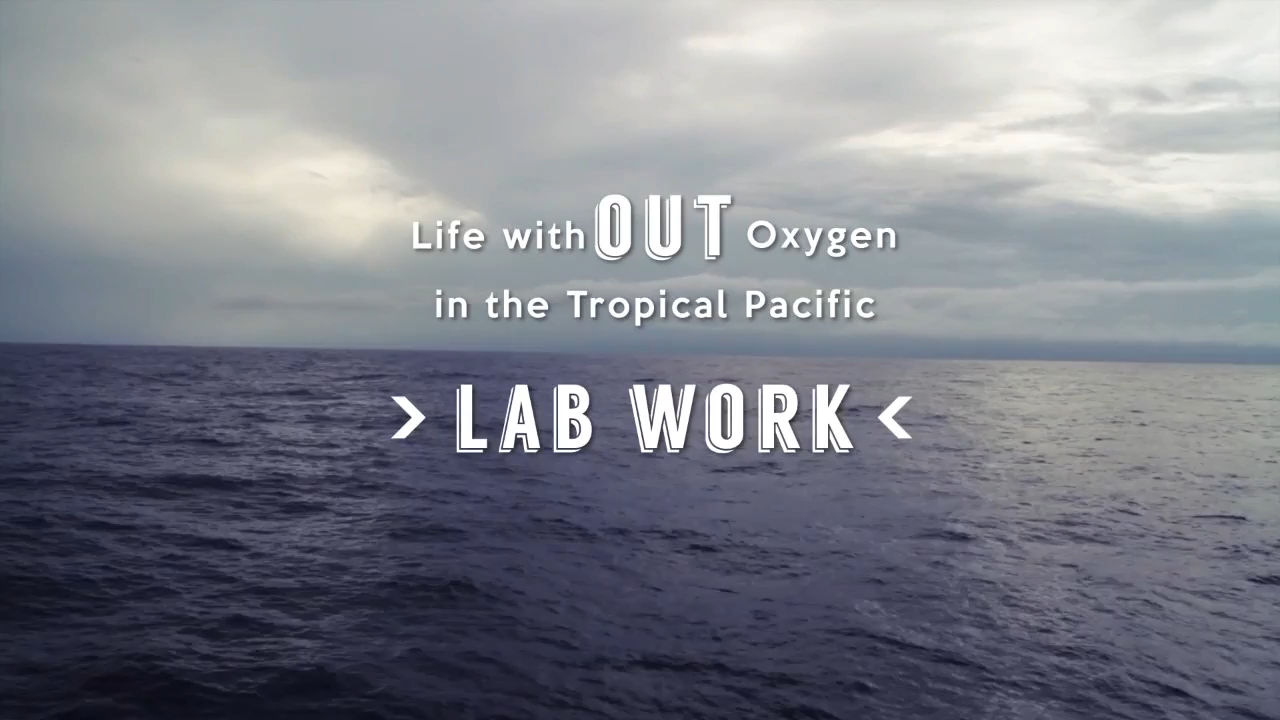 Life withOUT Oxygen
in the Tropical Pacific
> LAB WORK <